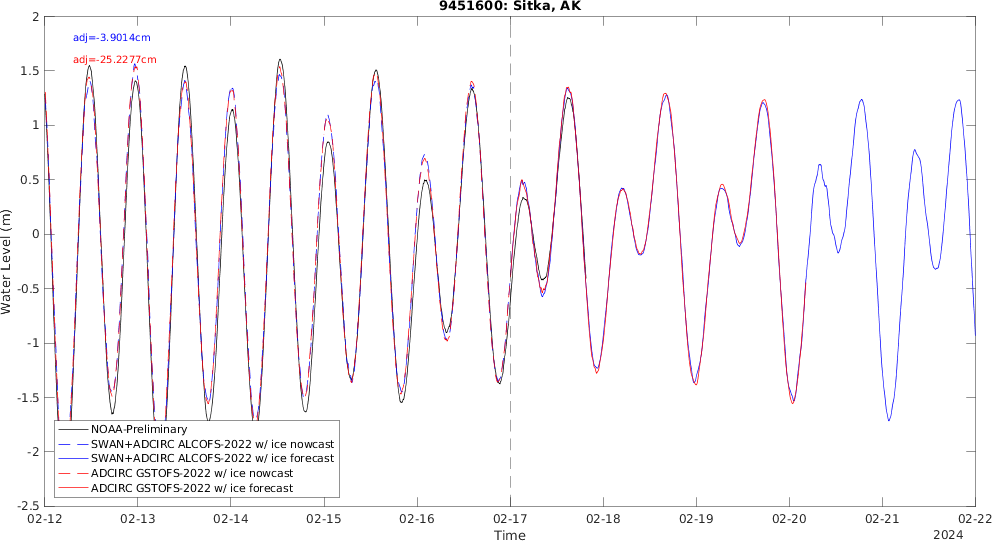 9451600: Sitka, AK
adj=-3.9014cm
adj=-25.2277cm
Water Level (m)
2
1.5
1
0.5
0
-0.5
-1
-1.5
-2
-2.5
NOAA-Preliminary
SWAN+ADCIRC ALCOFS-2022 w/ ice nowcast
SWAN+ADCIRC ALCOFS-2022 w/ ice forecast
ADCIRC GSTOFS-2022 w/ ice nowcast
ADCIRC GSTOFS-2022 w/ ice forecast
02-12 02-13 02-14 02-15 02-16 02-17 02-18 02-19 02-20 02-21 02-22
Time
2024